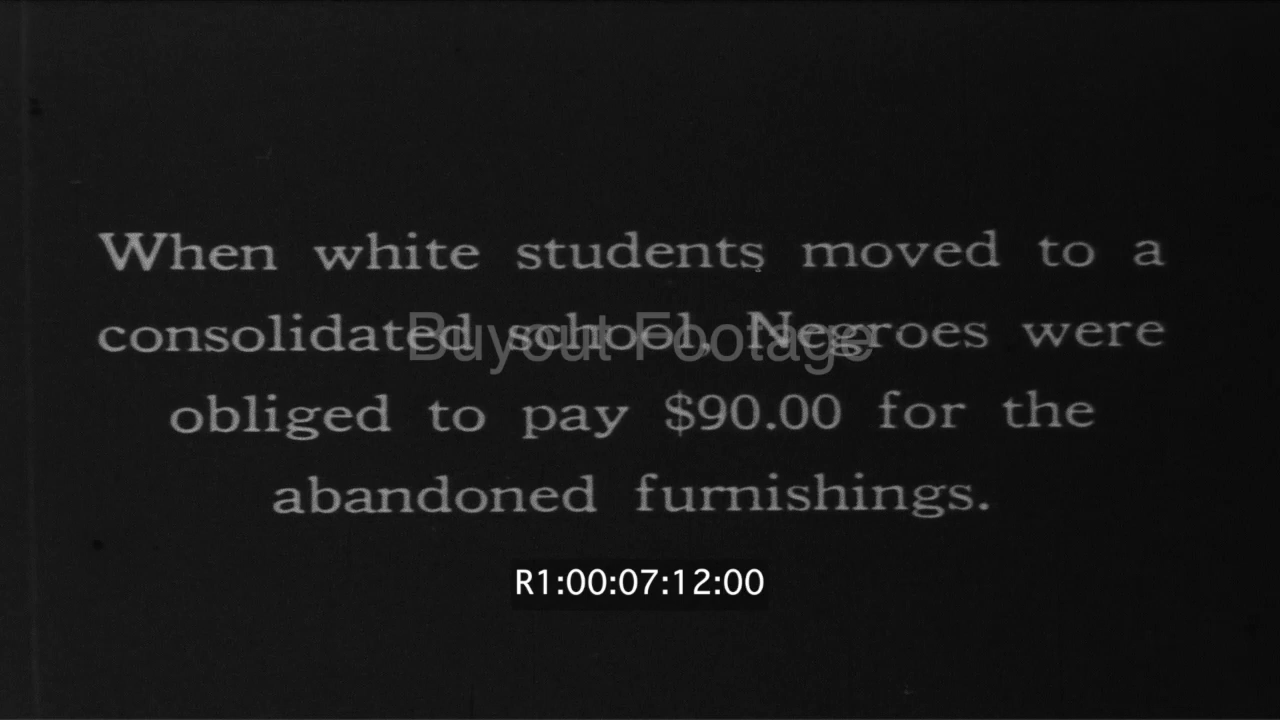 When white students moved to a
consolidated school, Negroes were
obliged to pay $90.00 for the
abandoned furnishings.
Buyout Footage
R1:00:07:12:00